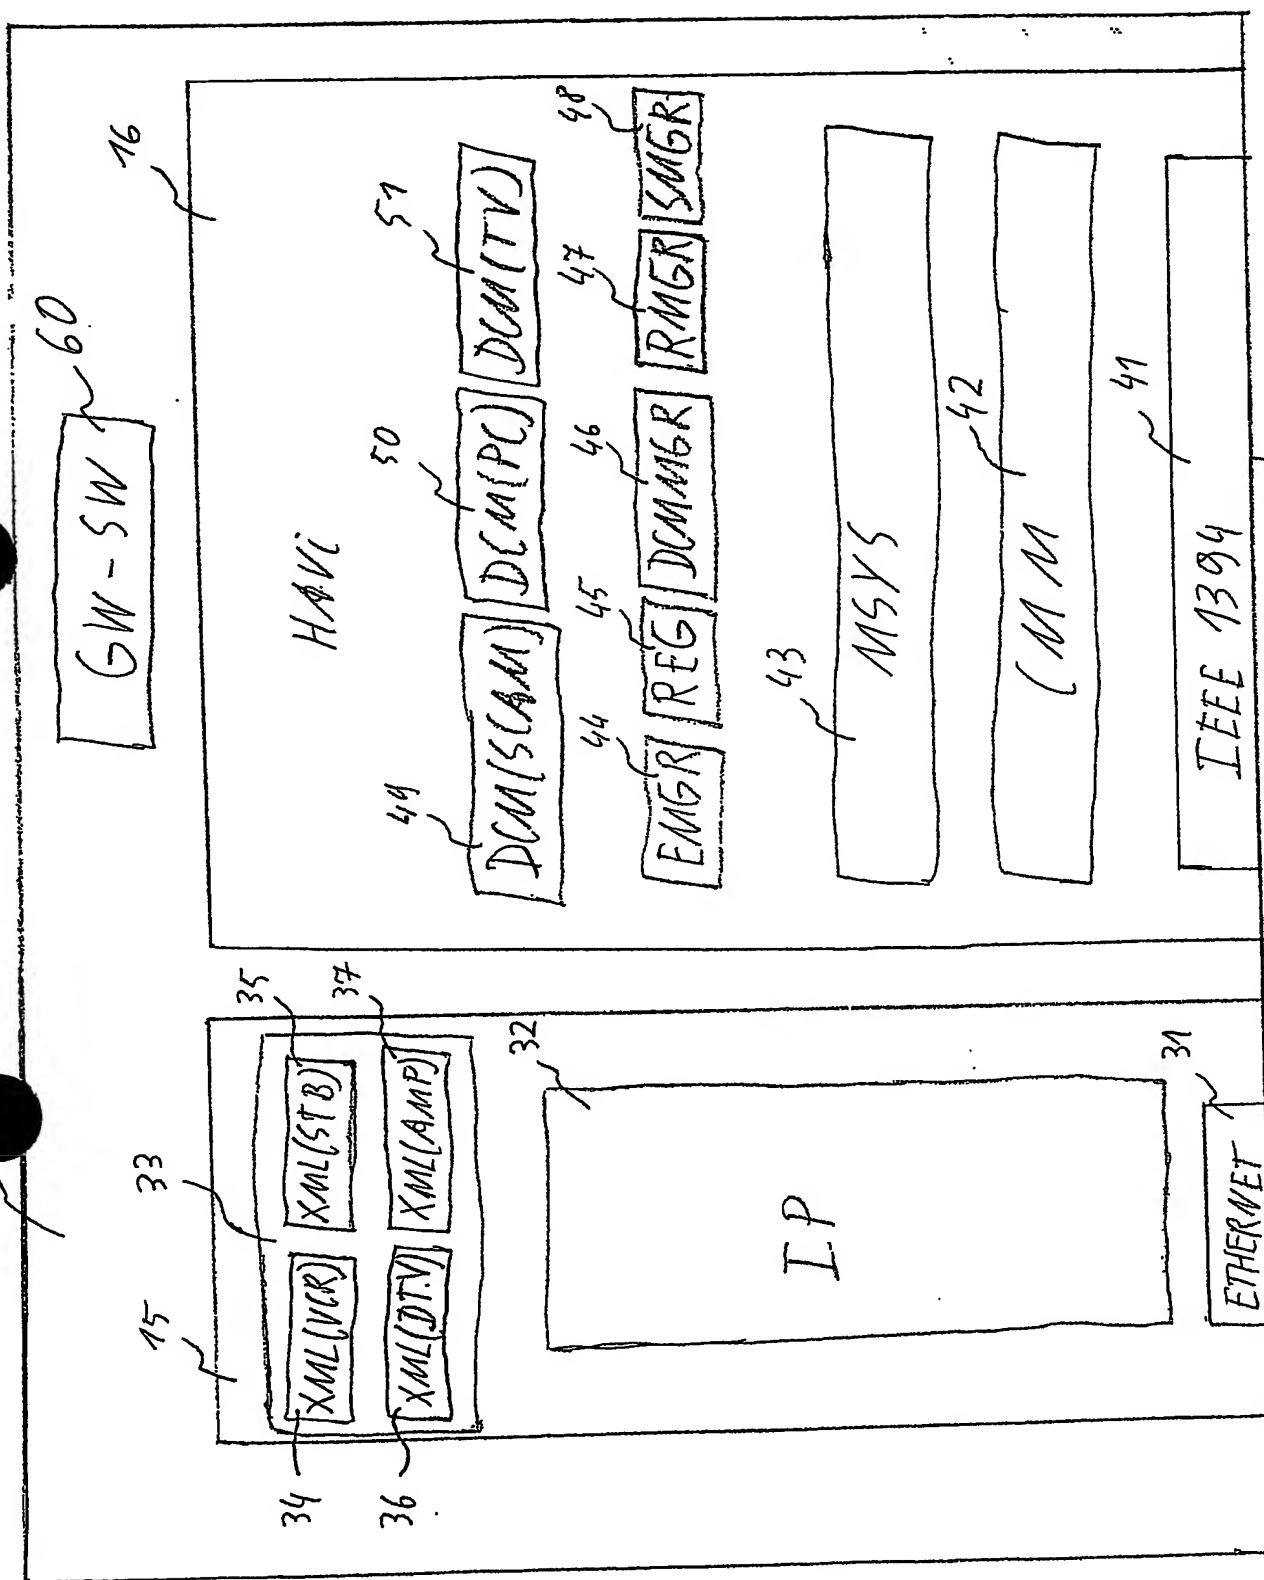 GW-SW
60
16
HAVi
49
50
51
DCM(SCAM)
DCM(PC)
DCM(TV)
44
45
46
47
48
EMGR
REG
DCMMGR
RMGR
SMGR
43
MSYS
42
CMM
41
IEEE 1394
15
33
34
XML(VCR)
XML(STB)
35
36
XML(DTV)
XML(AMP)
37
32
IP
31
ETHERNET